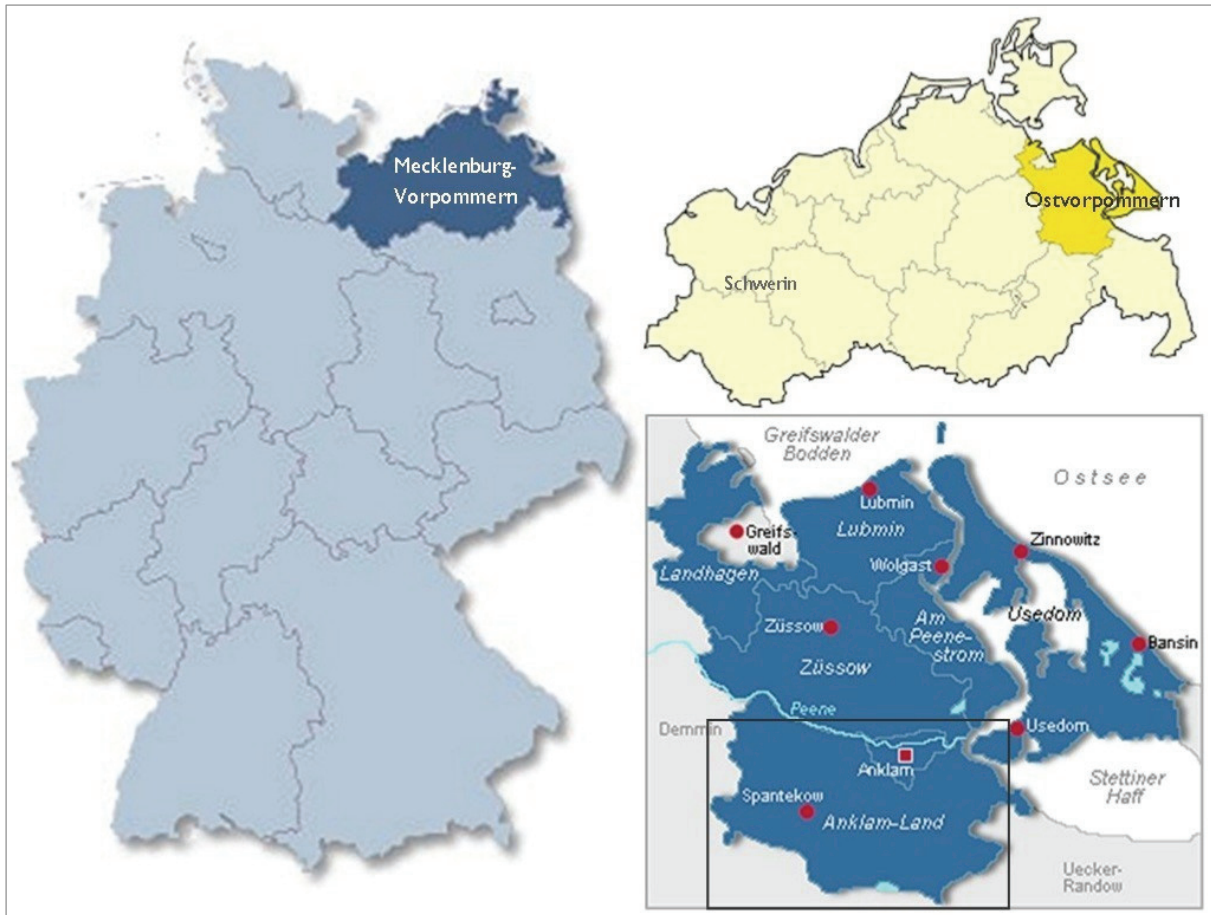 Mecklenburg-
Vorpommern
Ostvorpommern
Schwerin
Greifswalder
Bodden
Ostsee
Lubmin
Lubmin
Greifs
wald
Zinnowitz
Wolgast
Landhagen
Usedom
Am
Peene-
strom
Züssow
Bansin
Züssow
Peene
Demmin
Usedom
Anklam
Stettiner
Haff
Spantekow
Anklam-Land
Uecker-
Randow